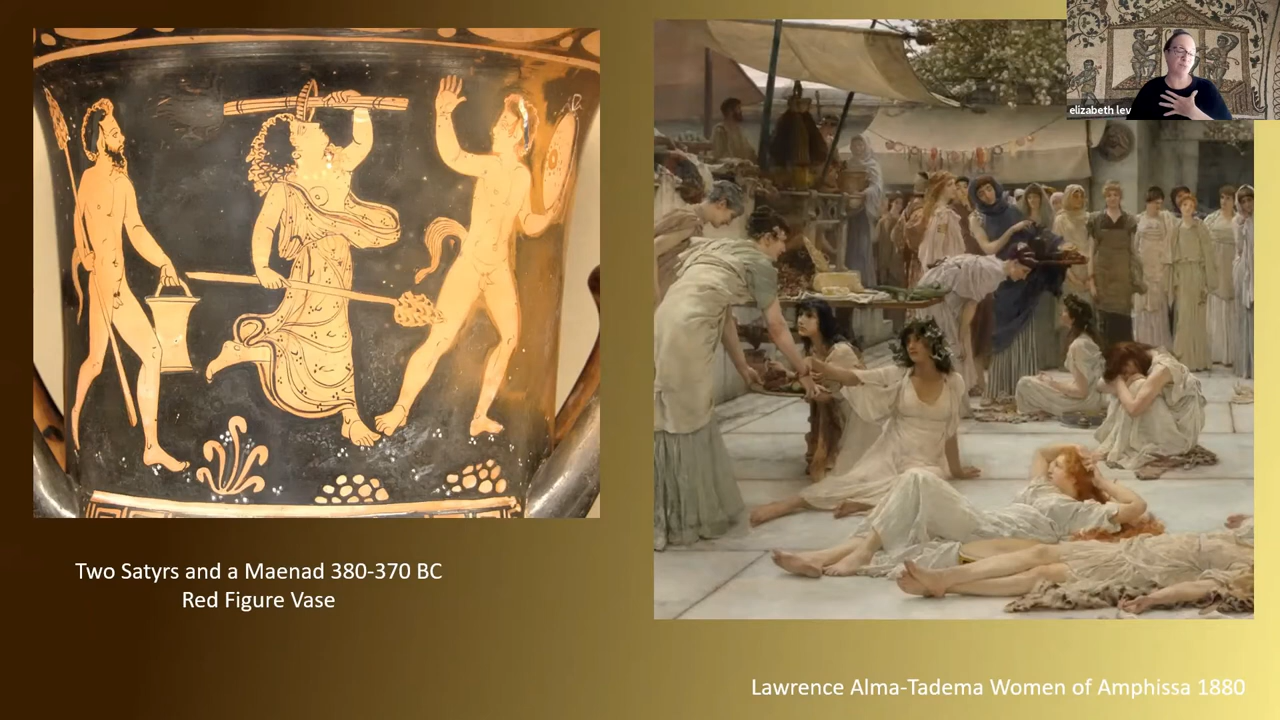 elizabeth lev
Two Satyrs and a Maenad 380-370 BC
Red Figure Vase
Lawrence Alma-Tadema Women of Amphissa 1880